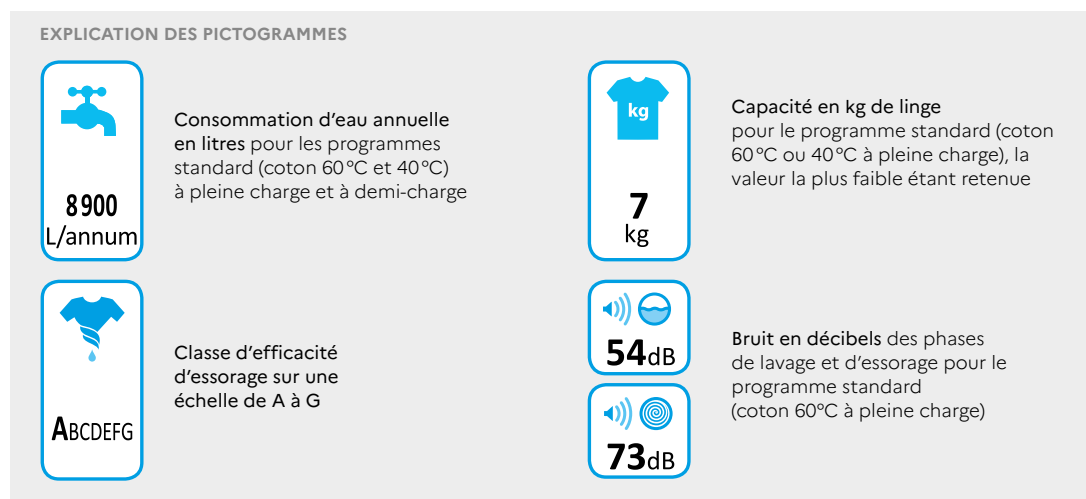 EXPLICATION DES PICTOGRAMMES
8 900
L/annum
Consommation d'eau annuelle
en litres pour les programmes
standard (coton 60 °C et 40 °C)
à pleine charge et à demi-charge
kg
7
kg
Capacité en kg de linge
pour le programme standard (coton
60 °C ou 40 °C à pleine charge), la
valeur la plus faible étant retenue
ABCDEFG
Classe d'efficacité
d'essorage sur une
échelle de A à G
54dB
73dB
Bruit en décibels des phases
de lavage et d'essorage pour le
programme standard
(coton 60°C à pleine charge)